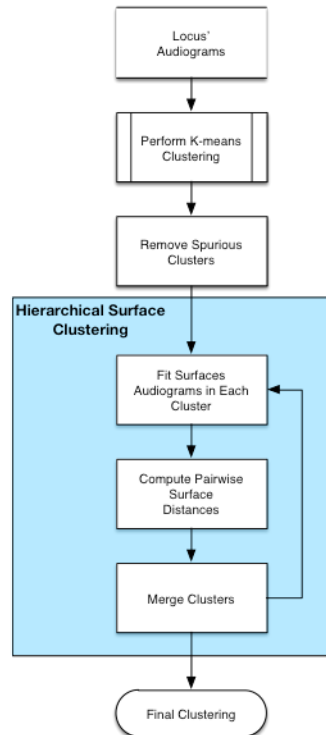 Locus'
Audiograms
Perform K-means
Clustering
Remove Spurious
Clusters
Hierarchical Surface
Clustering
Fit Surfaces
Audiograms in Each
Cluster
Compute Pairwise
Surface
Distances
Merge Clusters
Final Clustering